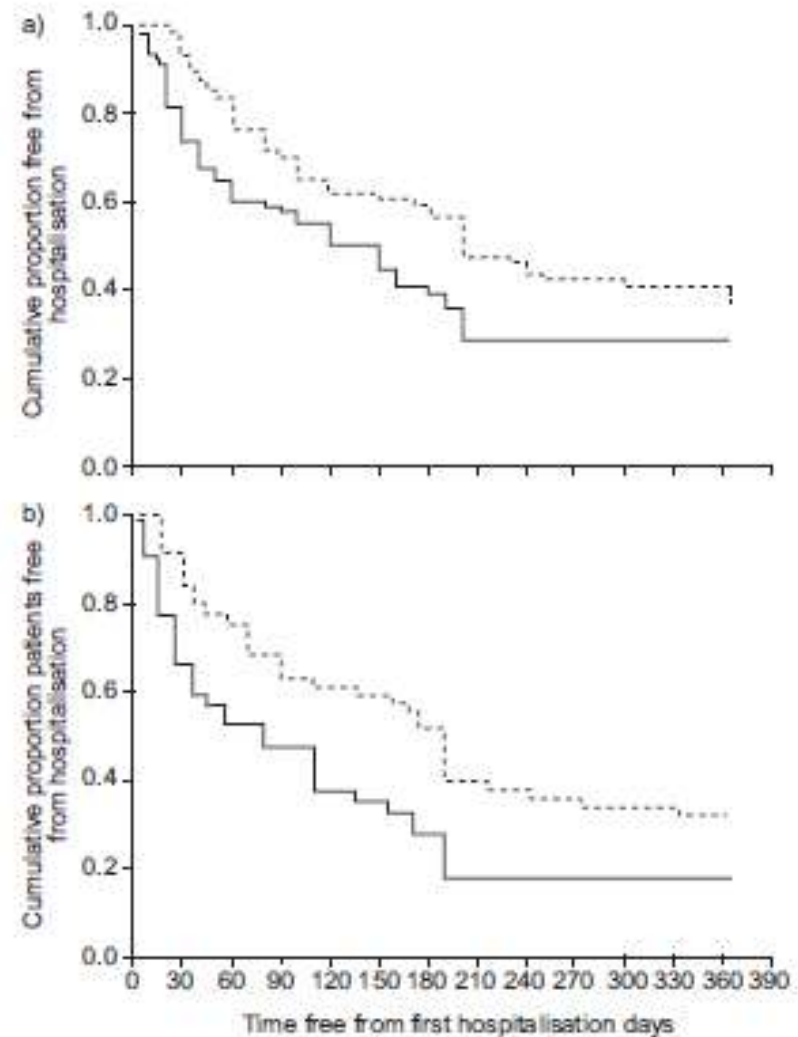 a)
Cumulative proportion free from
hospitalisation
1.0
0.8
0.6
0.4
0.2
0.0
b)
Cumulative proportion patients free
from hospitalisation
1.0
0.8
0.6
0.4
0.2
0.0
0 30 60 90 120 150 180 210 240 270 300 330 360 390
Time free from first hospitalisation days